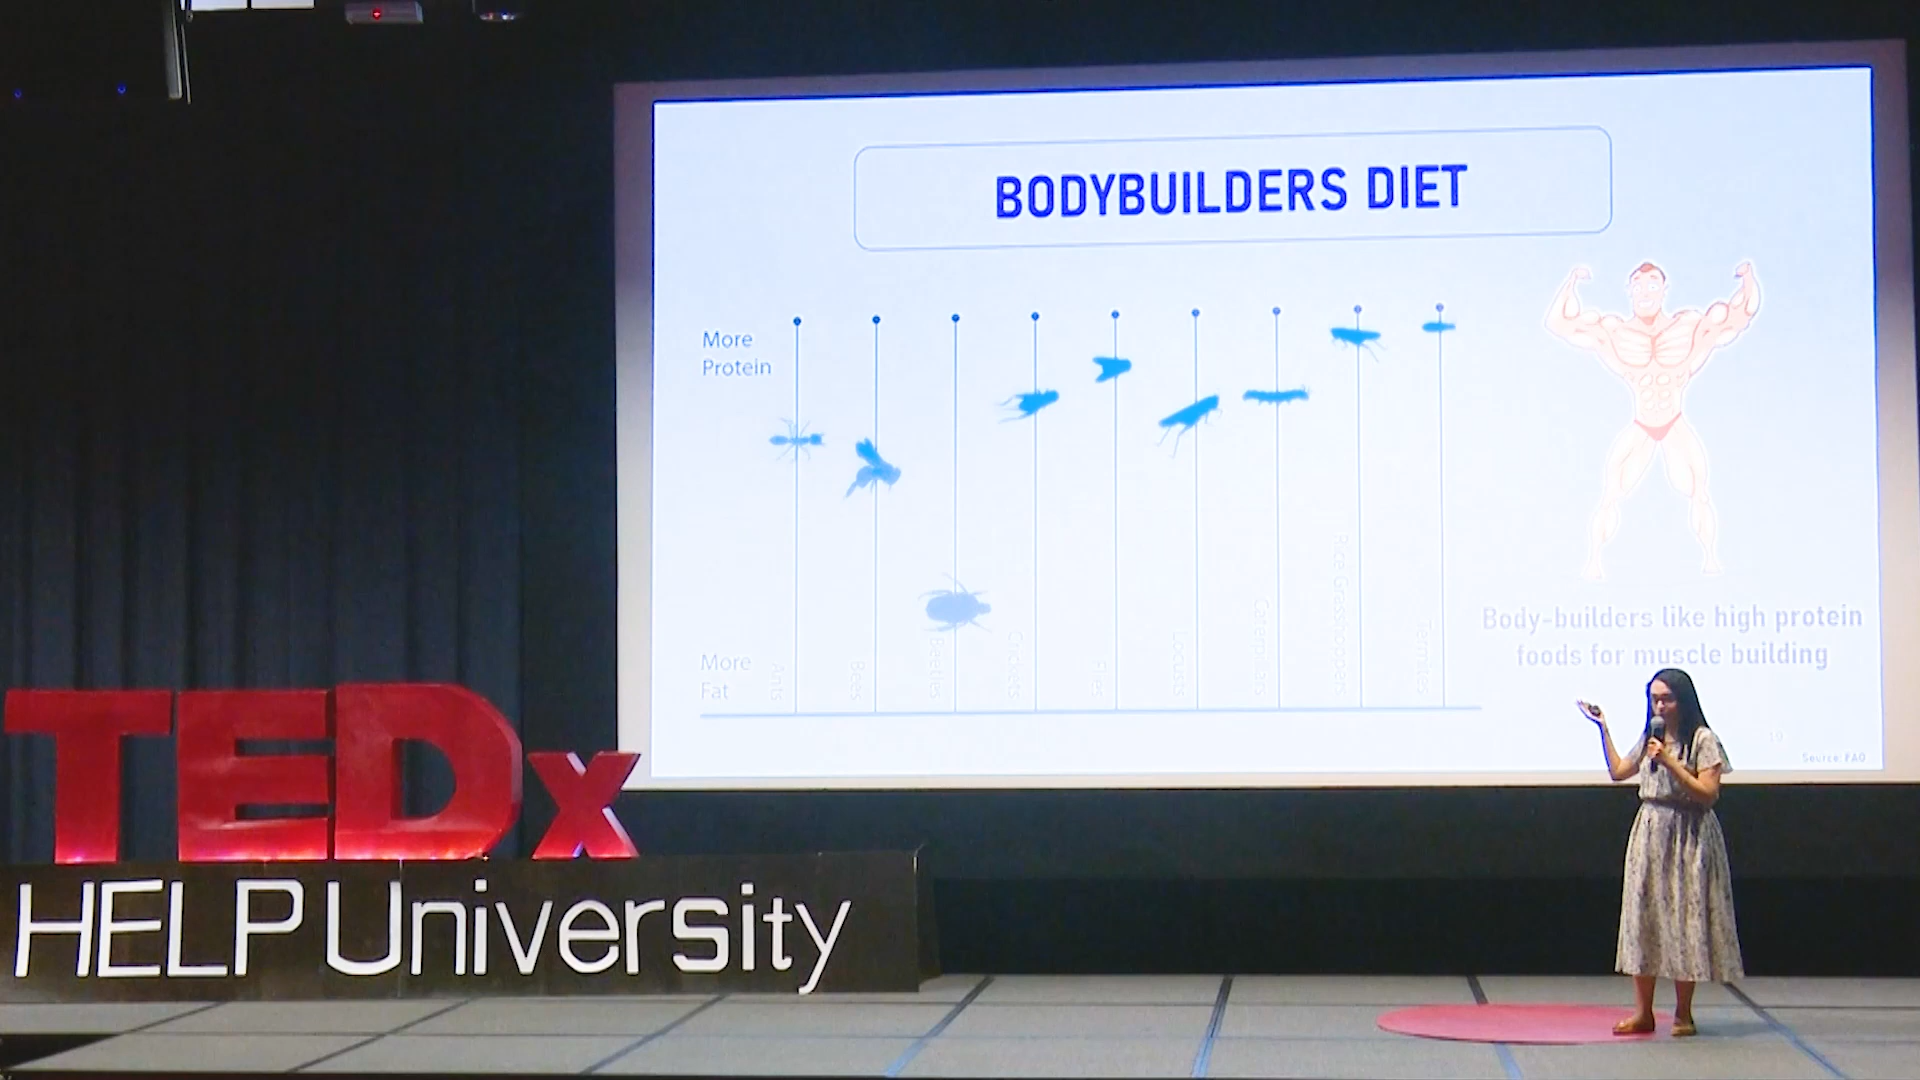 BODYBUILDERS DIET
More
Protein
More
Fat
Ants
Bees
Beetles
Crickets
Flies
Locusts
Caterpillars
Rice Grasshoppers
Termites
Body-builders like high protein
foods for muscle building
19
Source: FAO
TEDx
HELP University